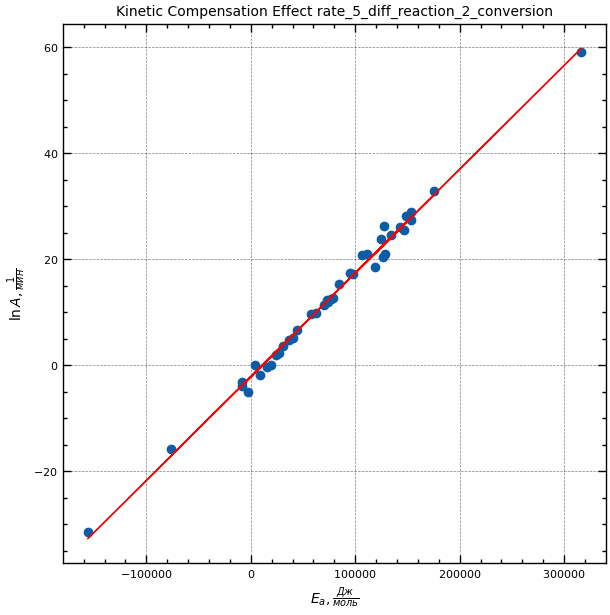 Kinetic Compensation Effect rate_5_diff_reaction_2_conversion
60
40
20
0
−20
ln A, 1/мин
−100000 0 100000 200000 300000
Eₐ, Дж/моль